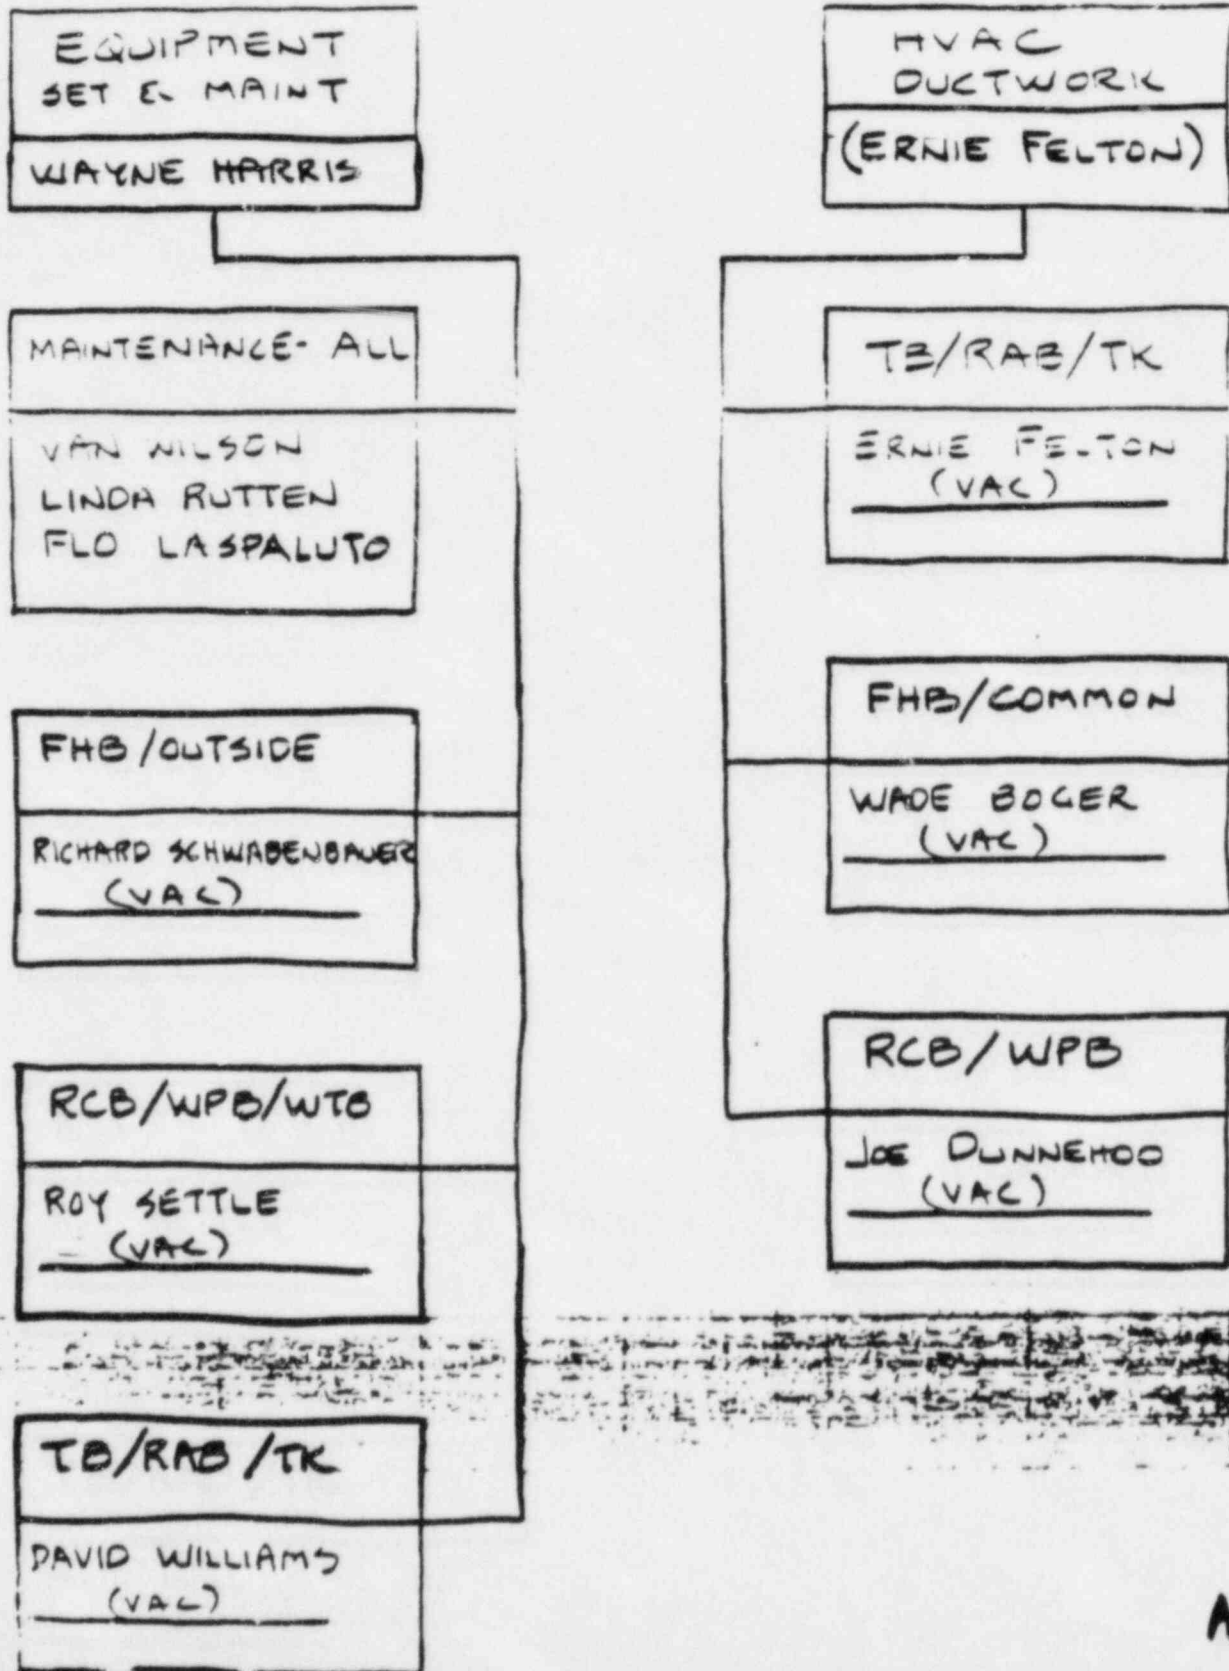 EQUIPMENT
SET & MAINT
WAYNE HARRIS
MAINTENANCE- ALL
VAN WILSON
LINDA RUTTEN
FLO LASPALUTO
FHB/OUTSIDE
RICHARD SCHWABENBAUER
(VAC)
RCB/WPB/WTB
ROY SETTLE
(VAC)
TB/RAB/TK
DAVID WILLIAMS
(VAC)
HVAC
DUCTWORK
(ERNIE FELTON)
TB/RAB/TK
ERNIE FELTON
(VAC)
FHB/COMMON
WADE BOGER
(VAC)
RCB/WPB
JOE DUNNEHOO
(VAC)